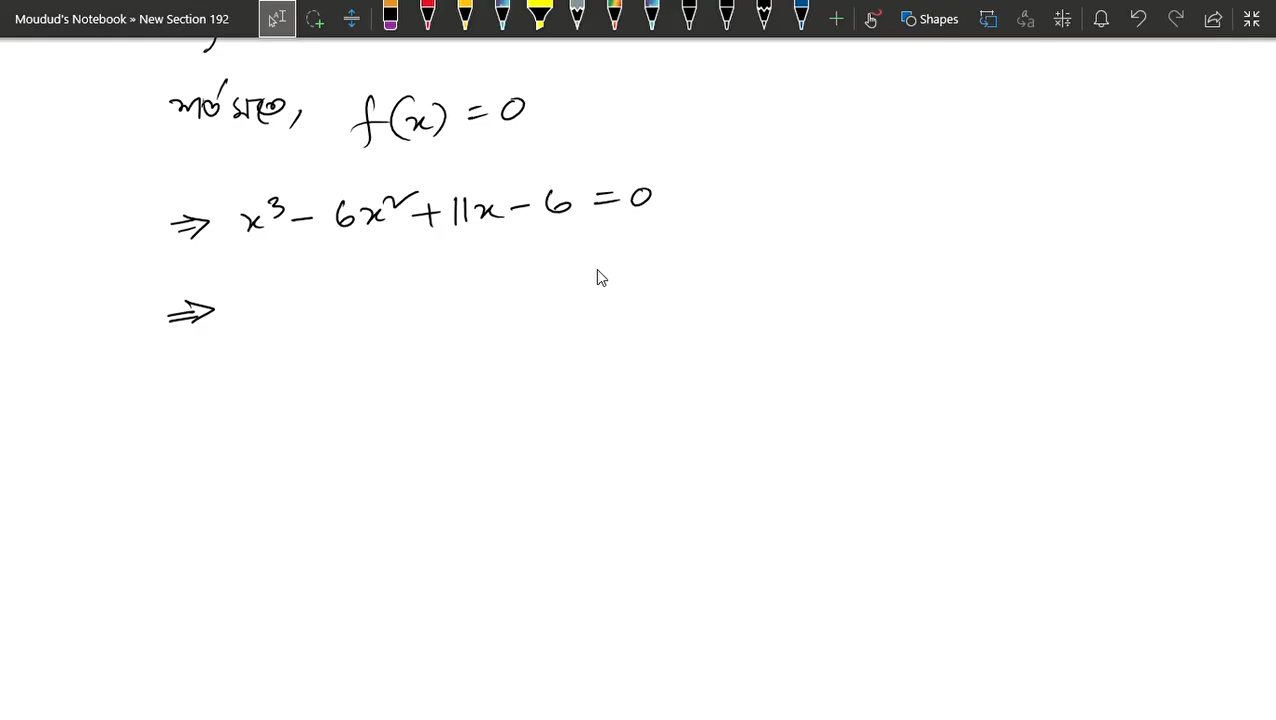 Moudud's Notebook » New Section 192
Shapes
শর্তমতে, f(x) = 0
⇒ x³ - 6x² + 11x - 6 = 0
⇒